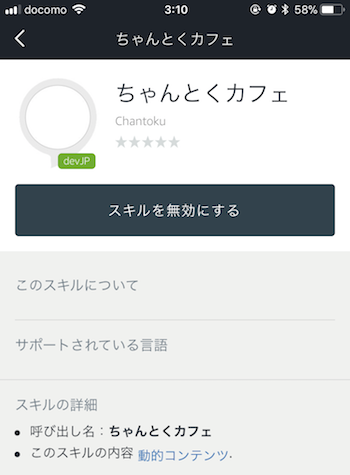 docomo 3:10 58%
ちゃんとくカフェ
ちゃんとくカフェ
Chantoku
devJP
スキルを無効にする
このスキルについて
サポートされている言語
スキルの詳細
• 呼び出し名：ちゃんとくカフェ
• このスキルの内容 動的コンテンツ.